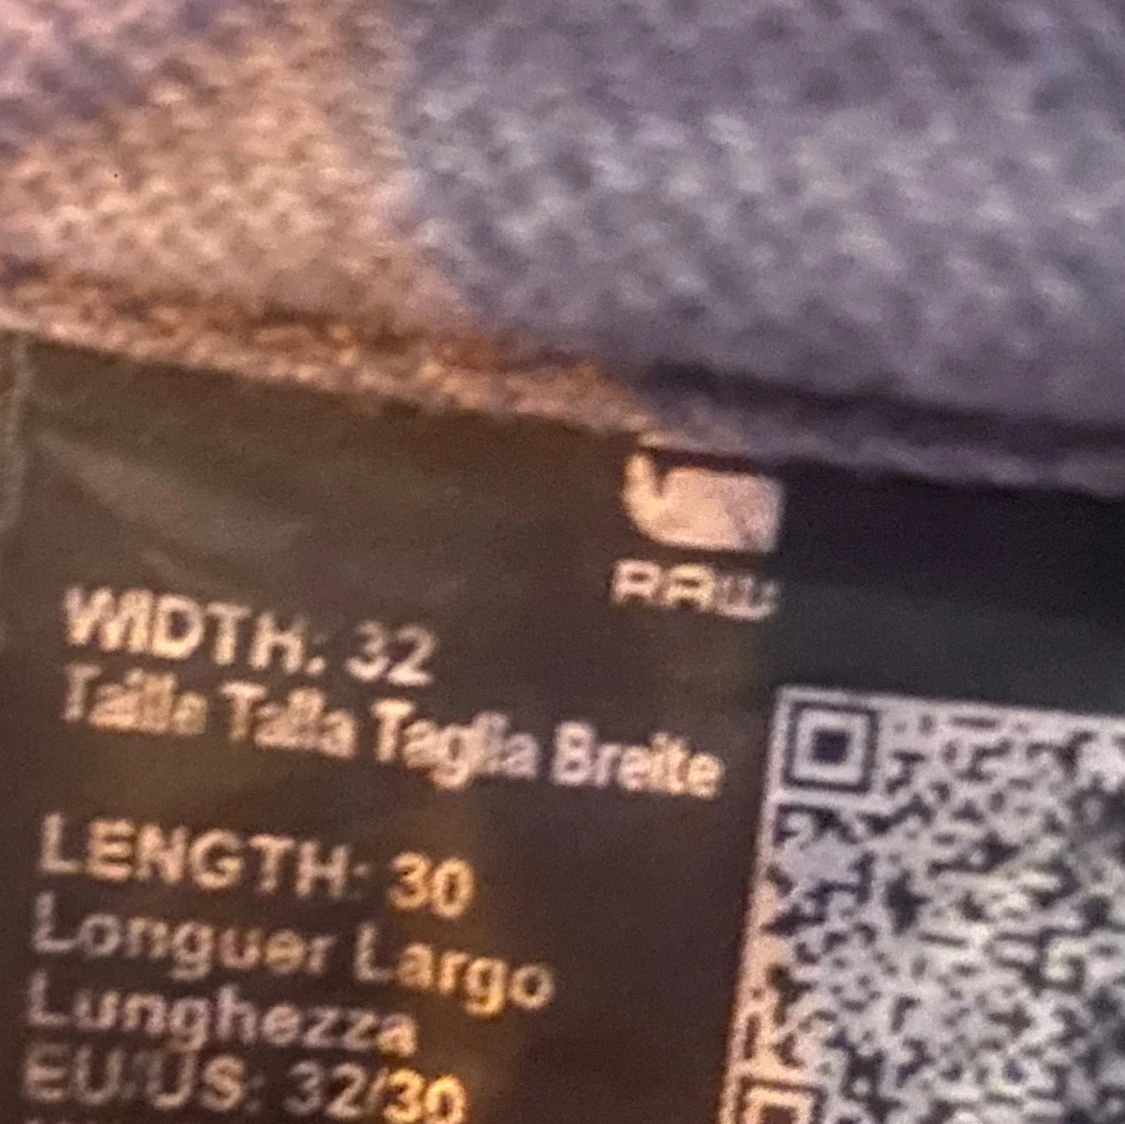 RAW
WIDTH: 32
Taille Talla Taglia Breite
LENGTH: 30
Longuer Largo
Lunghezza
EU/US: 32/30